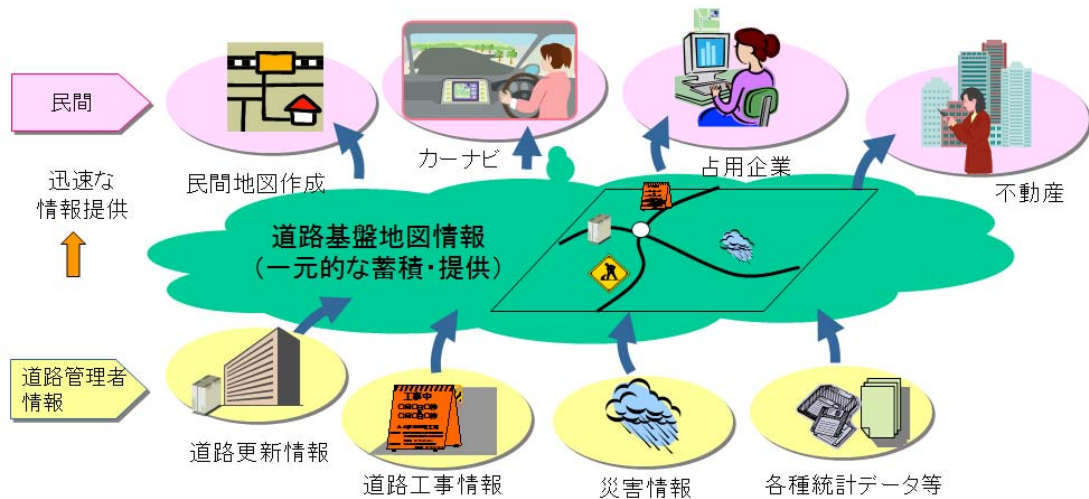 民間
カーナビ
占用企業
民間地図作成
不動産
迅速な
情報提供
道路基盤地図情報
（一元的な蓄積・提供）
道路管理者
情報
工事中
道路更新情報
道路工事情報
災害情報
各種統計データ等